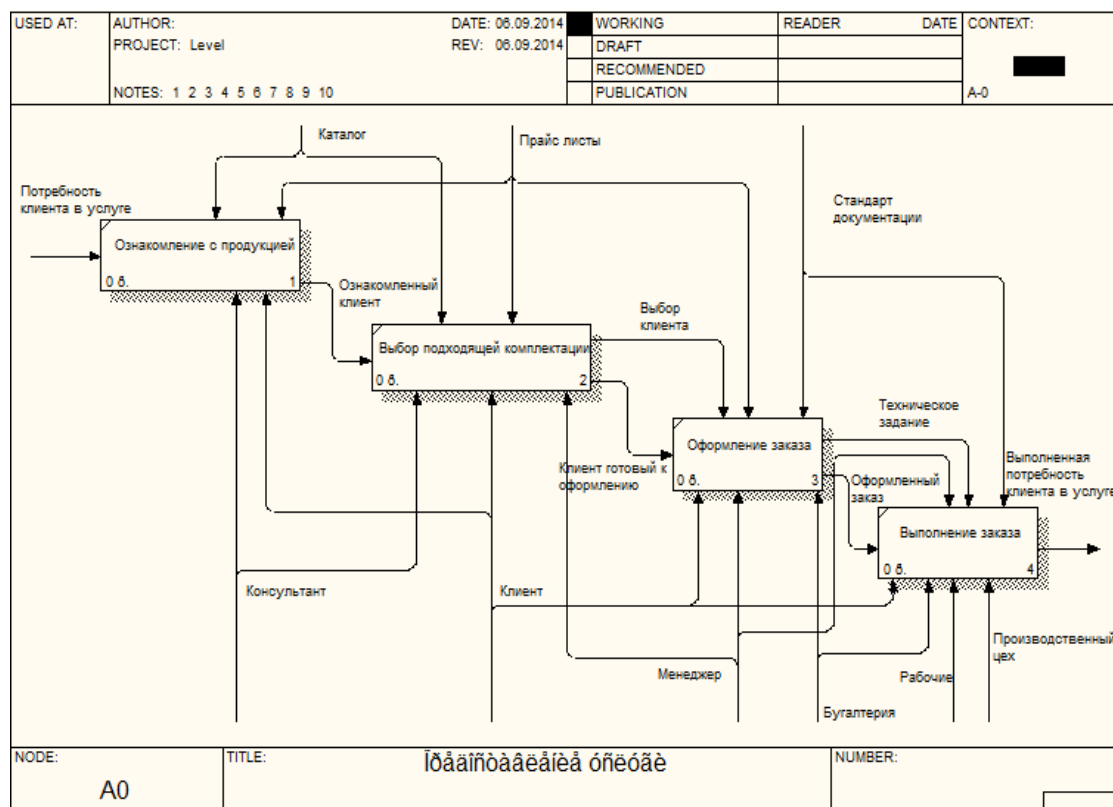 USED AT:
AUTHOR:
DATE: 06.09.2014
WORKING
READER
DATE
CONTEXT:
PROJECT: Level
REV: 06.09.2014
DRAFT
RECOMMENDED
NOTES: 1 2 3 4 5 6 7 8 9 10
PUBLICATION
A-0
Каталог
Прайс листы
Потребность
клиента в услуге
Стандарт
документации
Ознакомление с продукцией
0 б.
1
Ознакомленный
клиент
Выбор
клиента
Выбор подходящей комплектации
0 б.
2
Техническое
задание
Оформление заказа
0 б.
3
Клиент готовый к
оформлению
Оформленный
заказ
Выполненная
потребность
клиента в услуге
Выполнение заказа
0 б.
4
Консультант
Клиент
Производственный
цех
Менеджер
Рабочие
Бугалтерия
NODE:
TITLE:
Ïðåäîñòàâëåíèå óñëóãè
NUMBER:
A0